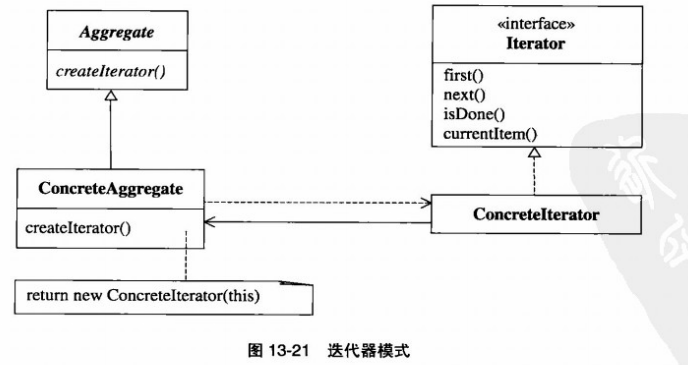 Aggregate
createIterator()
«interface»
Iterator
first()
next()
isDone()
currentItem()
ConcreteAggregate
createIterator()
ConcreteIterator
return new ConcreteIterator(this)
图 13-21 迭代器模式